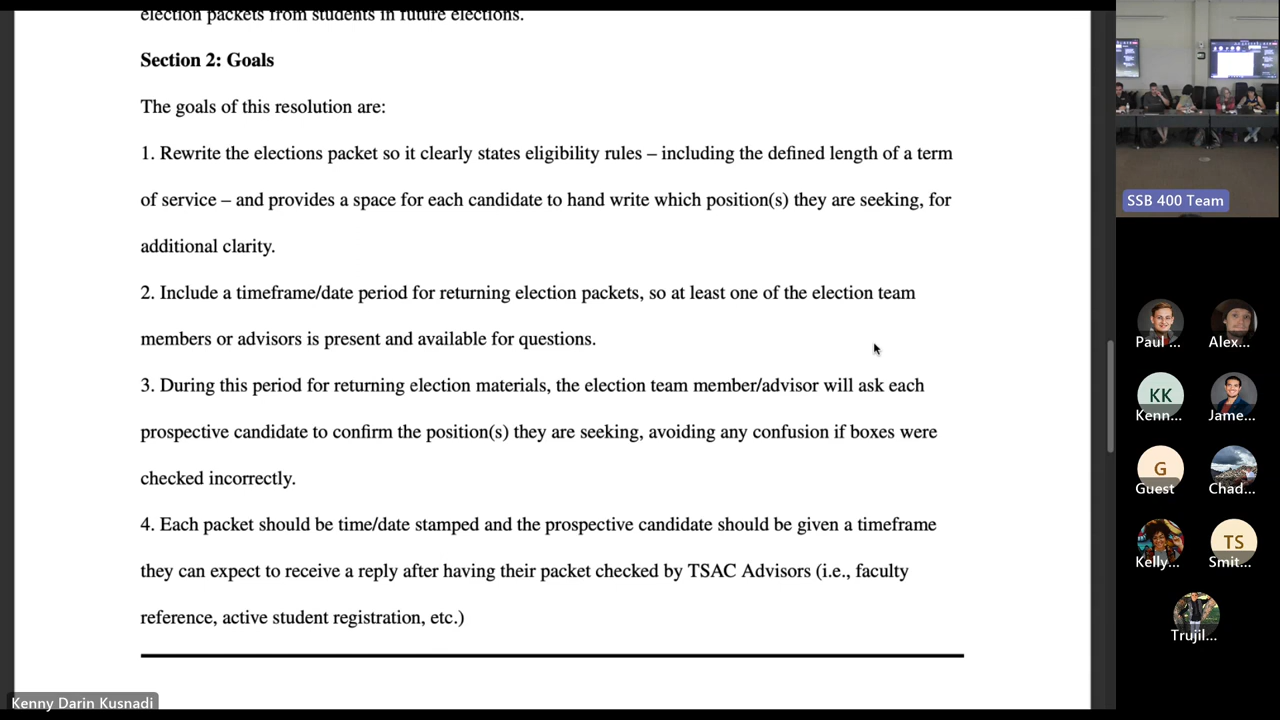 election packets from students in future elections.
Section 2: Goals
The goals of this resolution are:
1. Rewrite the elections packet so it clearly states eligibility rules – including the defined length of a term
of service – and provides a space for each candidate to hand write which position(s) they are seeking, for
additional clarity.
2. Include a timeframe/date period for returning election packets, so at least one of the election team
members or advisors is present and available for questions.
3. During this period for returning election materials, the election team member/advisor will ask each
prospective candidate to confirm the position(s) they are seeking, avoiding any confusion if boxes were
checked incorrectly.
4. Each packet should be time/date stamped and the prospective candidate should be given a timeframe
they can expect to receive a reply after having their packet checked by TSAC Advisors (i.e., faculty
reference, active student registration, etc.)
Kenny Darin Kusnadi
SSB 400 Team
Paul ...
Alex...
KK
Kenn...
Jame...
G
Guest
Chad...
Kelly...
TS
Smit...
Trujil...